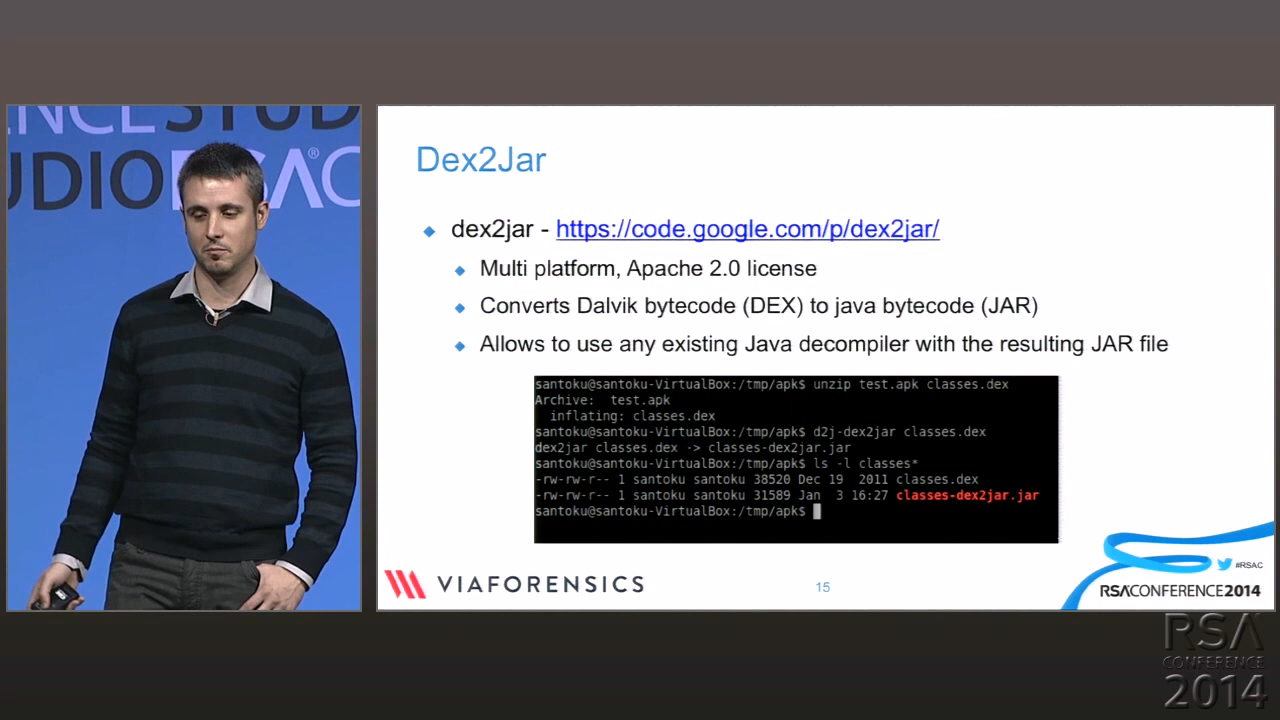 ENCE STUD
UDIO RSAC
Dex2Jar
dex2jar - https://code.google.com/p/dex2jar/
Multi platform, Apache 2.0 license
Converts Dalvik bytecode (DEX) to java bytecode (JAR)
Allows to use any existing Java decompiler with the resulting JAR file
santoku@santoku-VirtualBox:/tmp/apk$ unzip test.apk classes.dex
Archive:  test.apk
  inflating: classes.dex
santoku@santoku-VirtualBox:/tmp/apk$ d2j-dex2jar classes.dex
dex2jar classes.dex -> classes-dex2jar.jar
santoku@santoku-VirtualBox:/tmp/apk$ ls -l classes*
-rw-rw-r-- 1 santoku santoku 38520 Dec 19  2011 classes.dex
-rw-rw-r-- 1 santoku santoku 31589 Jan  3 16:27 classes-dex2jar.jar
santoku@santoku-VirtualBox:/tmp/apk$
VIAFORENSICS
15
#RSAC
RSACONFERENCE2014
RSA
CONFERENCE
2014